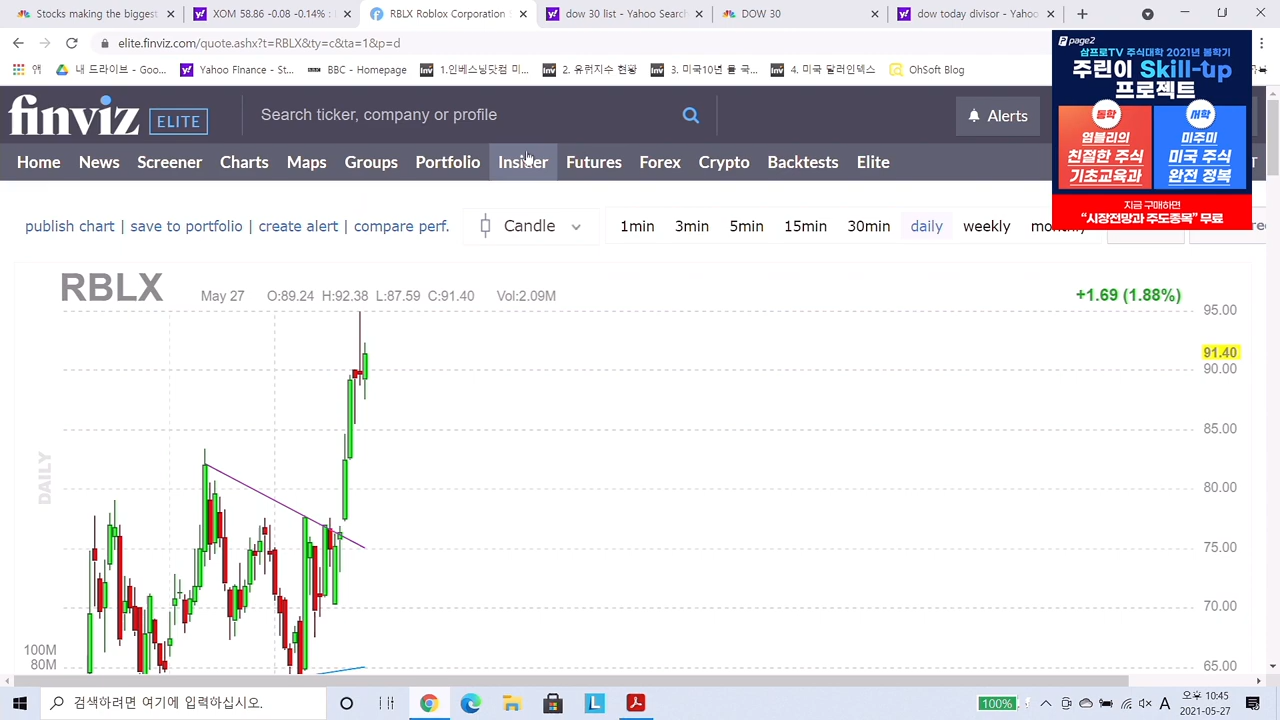 Stocks making the biggest
XOM 58.86 -0.08 -0.14% :
RBLX Roblox Corporation
dow 30 list - Yahoo Search
DOW 30
dow today divisor - Yahoo
elite.finviz.com/quote.ashx?t=RBLX&ty=c&ta=1&p=d
앱
내 드라이브 - Goo...
Yahoo Finance - St...
BBC - Homepage
1.인베스팅닷컴 미...
2. 유럽지수 현황
3. 미국10년 물 국...
4. 미국 달러인덱스
OhSoft Blog
page2
삼프로TV 주식대학 2021년 봄학기
주린이 Skill-up
프로젝트
동학
염블리의
친절한 주식
기초교육과
서학
미주미
미국 주식
완전 정복
지금 구매하면
“시장전망과 주도종목” 무료
finviz ELITE
Search ticker, company or profile
Alerts
Home News Screener Charts Maps Groups Portfolio Insider Futures Forex Crypto Backtests Elite
publish chart | save to portfolio | create alert | compare perf.
Candle
1min 3min 5min 15min 30min daily weekly monthly
RBLX
May 27 O:89.24 H:92.38 L:87.59 C:91.40 Vol:2.09M
+1.69 (1.88%)
95.00
91.40
90.00
85.00
DAILY
80.00
75.00
70.00
100M
80M
65.00
검색하려면 여기에 입력하십시오.
100%
A
오후 10:45
2021-05-27